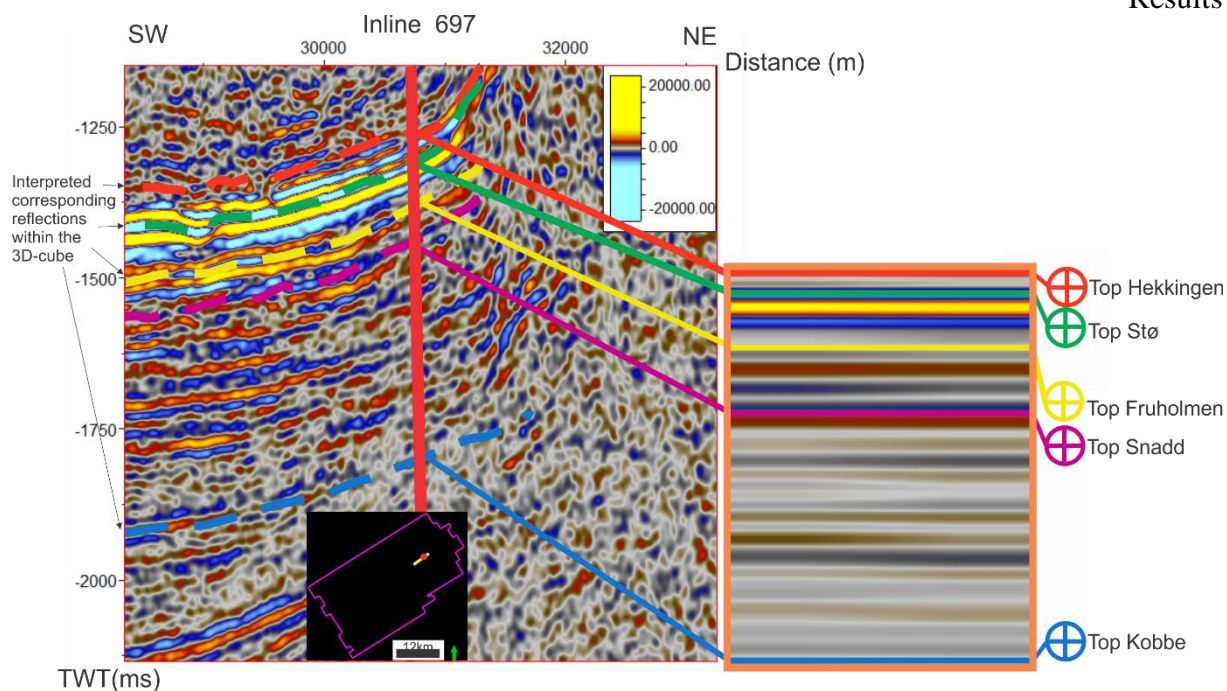 Results
Inline 697
SW
NE
30000
32000
Distance (m)
20000.00
0.00
-20000.00
-1250
-1500
-1750
-2000
Interpreted
corresponding
reflections
within the
3D-cube
Top Hekkingen
Top Stø
Top Fruholmen
Top Snadd
Top Kobbe
12km
TWT(ms)